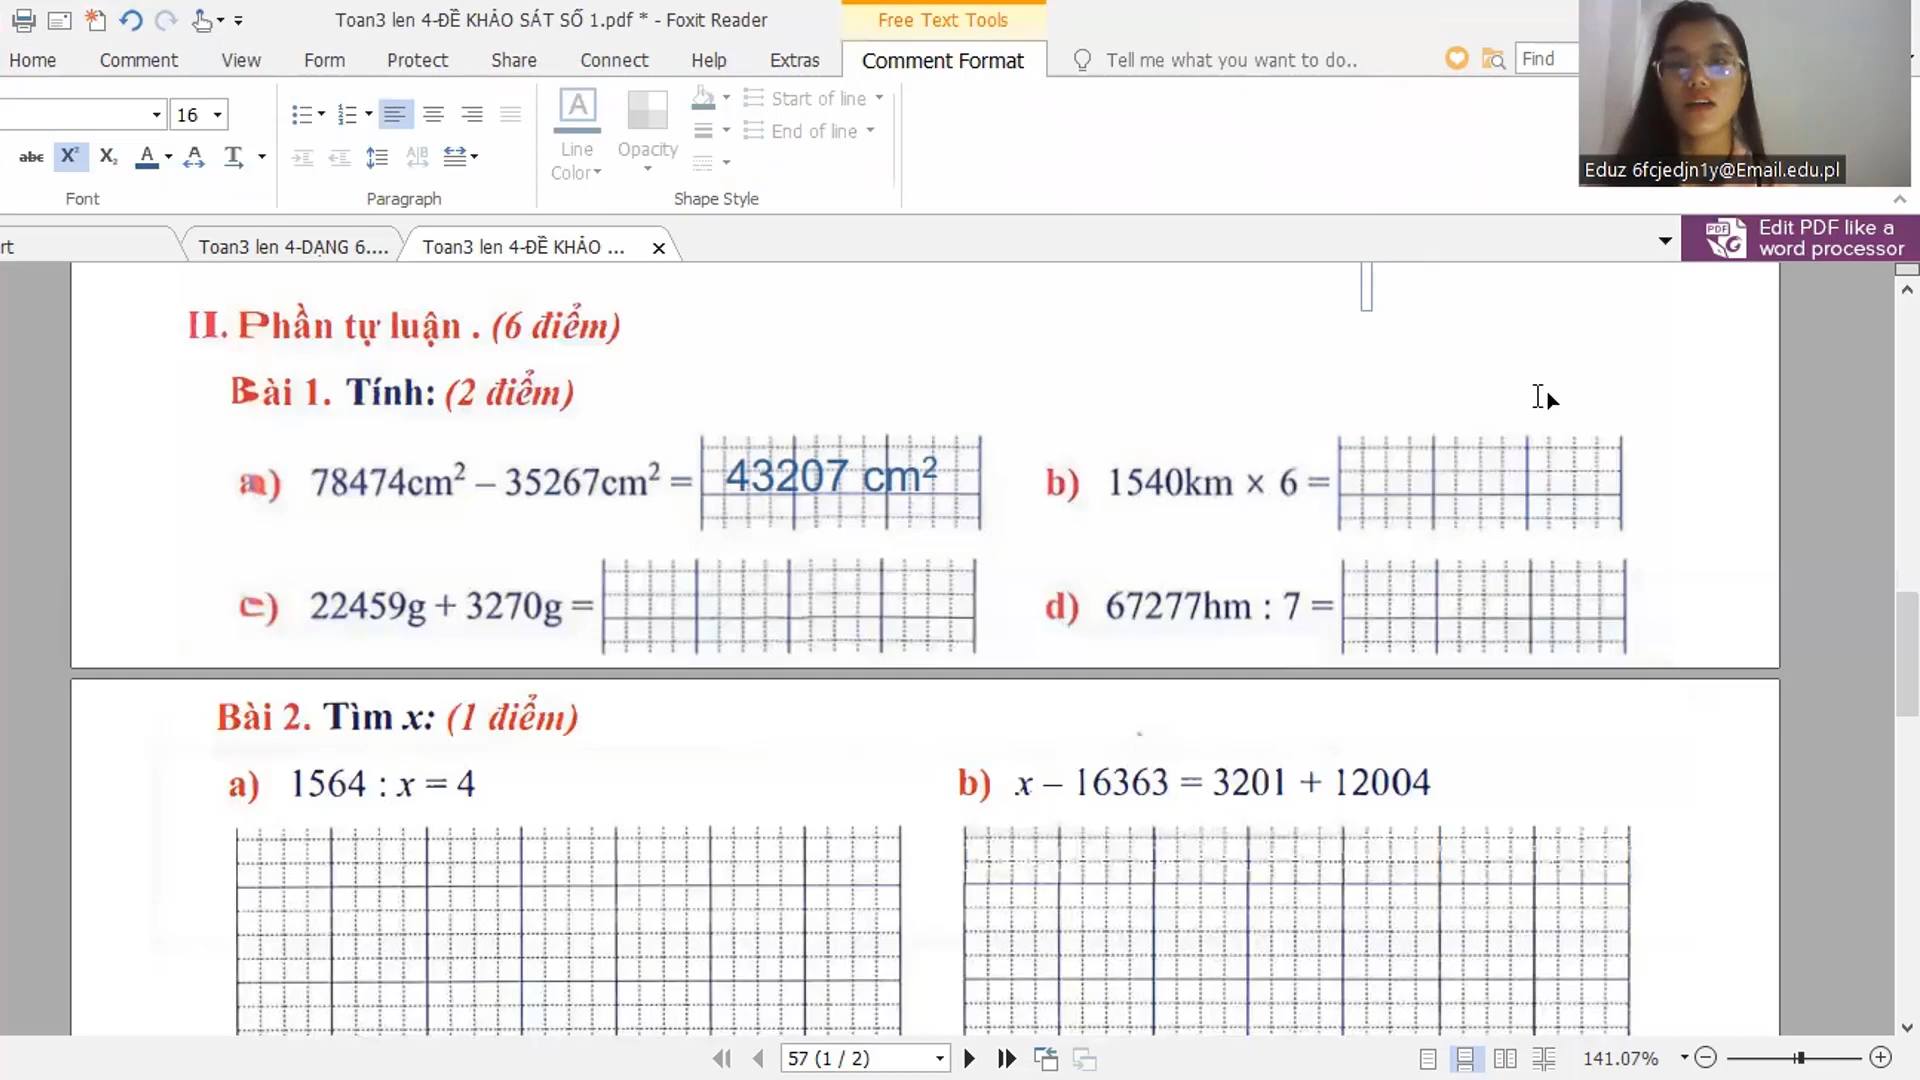 Toan3 len 4-ĐỀ KHẢO SÁT SỐ 1.pdf * - Foxit Reader
Free Text Tools
Home Comment View Form Protect Share Connect Help Extras Comment Format Tell me what you want to do.. Find
16
Start of line
End of line
abc X² X₂ A A T
Line Color
Opacity
Font Paragraph Shape Style
Eduz 6fcjedjn1y@Email.edu.pl
rt Toan3 len 4-DẠNG 6.... Toan3 len 4-ĐỀ KHẢO ...
Edit PDF like a
word processor
II. Phần tự luận . (6 điểm)
Bài 1. Tính: (2 điểm)
a) 78474cm² – 35267cm² = 43207 cm² b) 1540km × 6 =
c) 22459g + 3270g = d) 67277hm : 7 =
Bài 2. Tìm x: (1 điểm)
a) 1564 : x = 4 b) x – 16363 = 3201 + 12004
57 (1 / 2) 141.07%